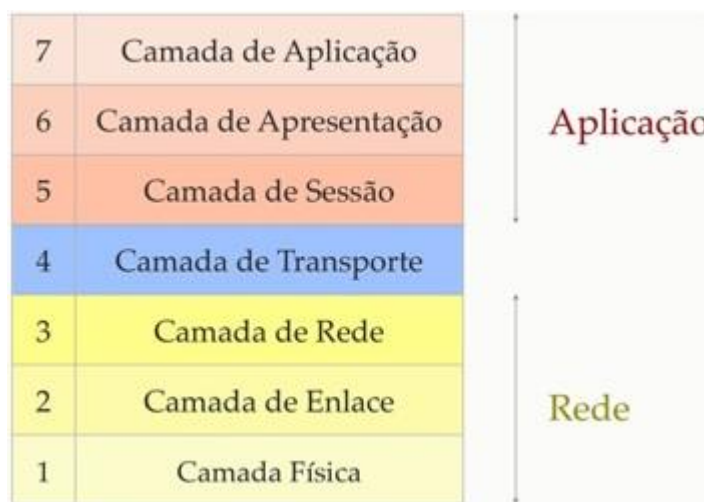 7 Camada de Aplicação
6 Camada de Apresentação
Aplicação
5 Camada de Sessão
4 Camada de Transporte
3 Camada de Rede
2 Camada de Enlace
Rede
1 Camada Física